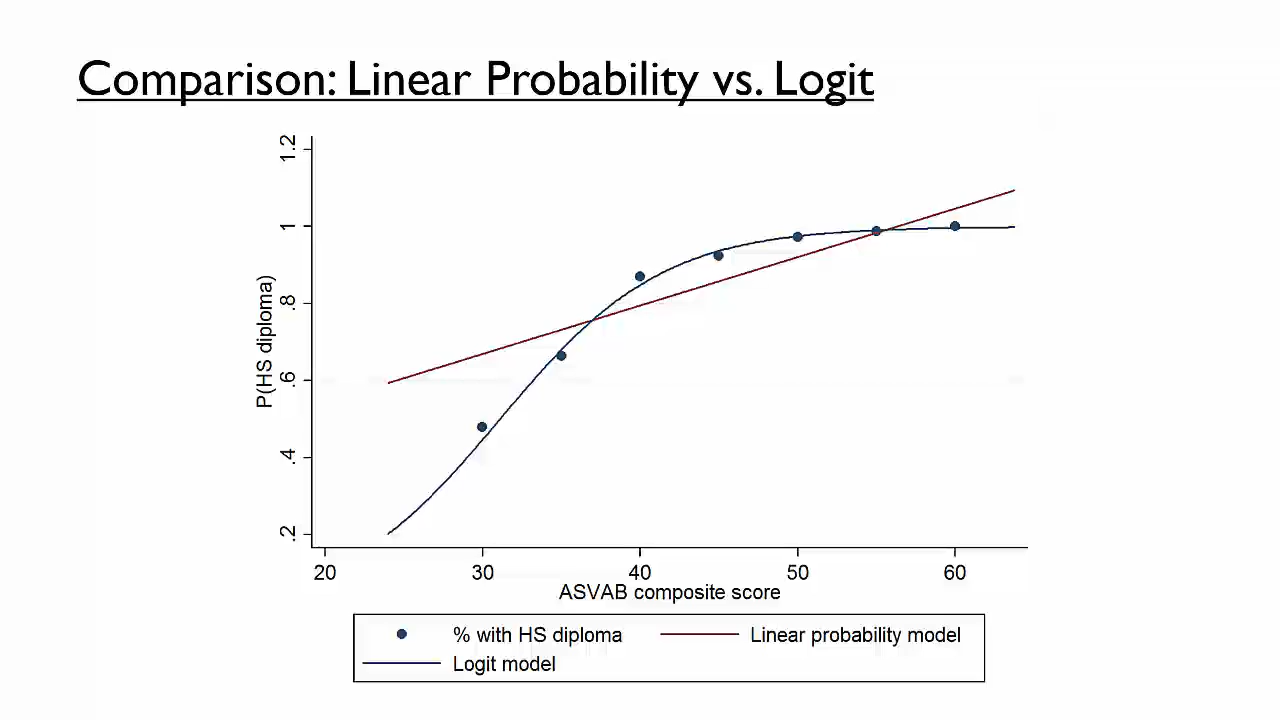 Comparison: Linear Probability vs. Logit
1.2
1
.8
.6
.4
.2
P(HS diploma)
20 30 40 50 60
ASVAB composite score
% with HS diploma Linear probability model
Logit model